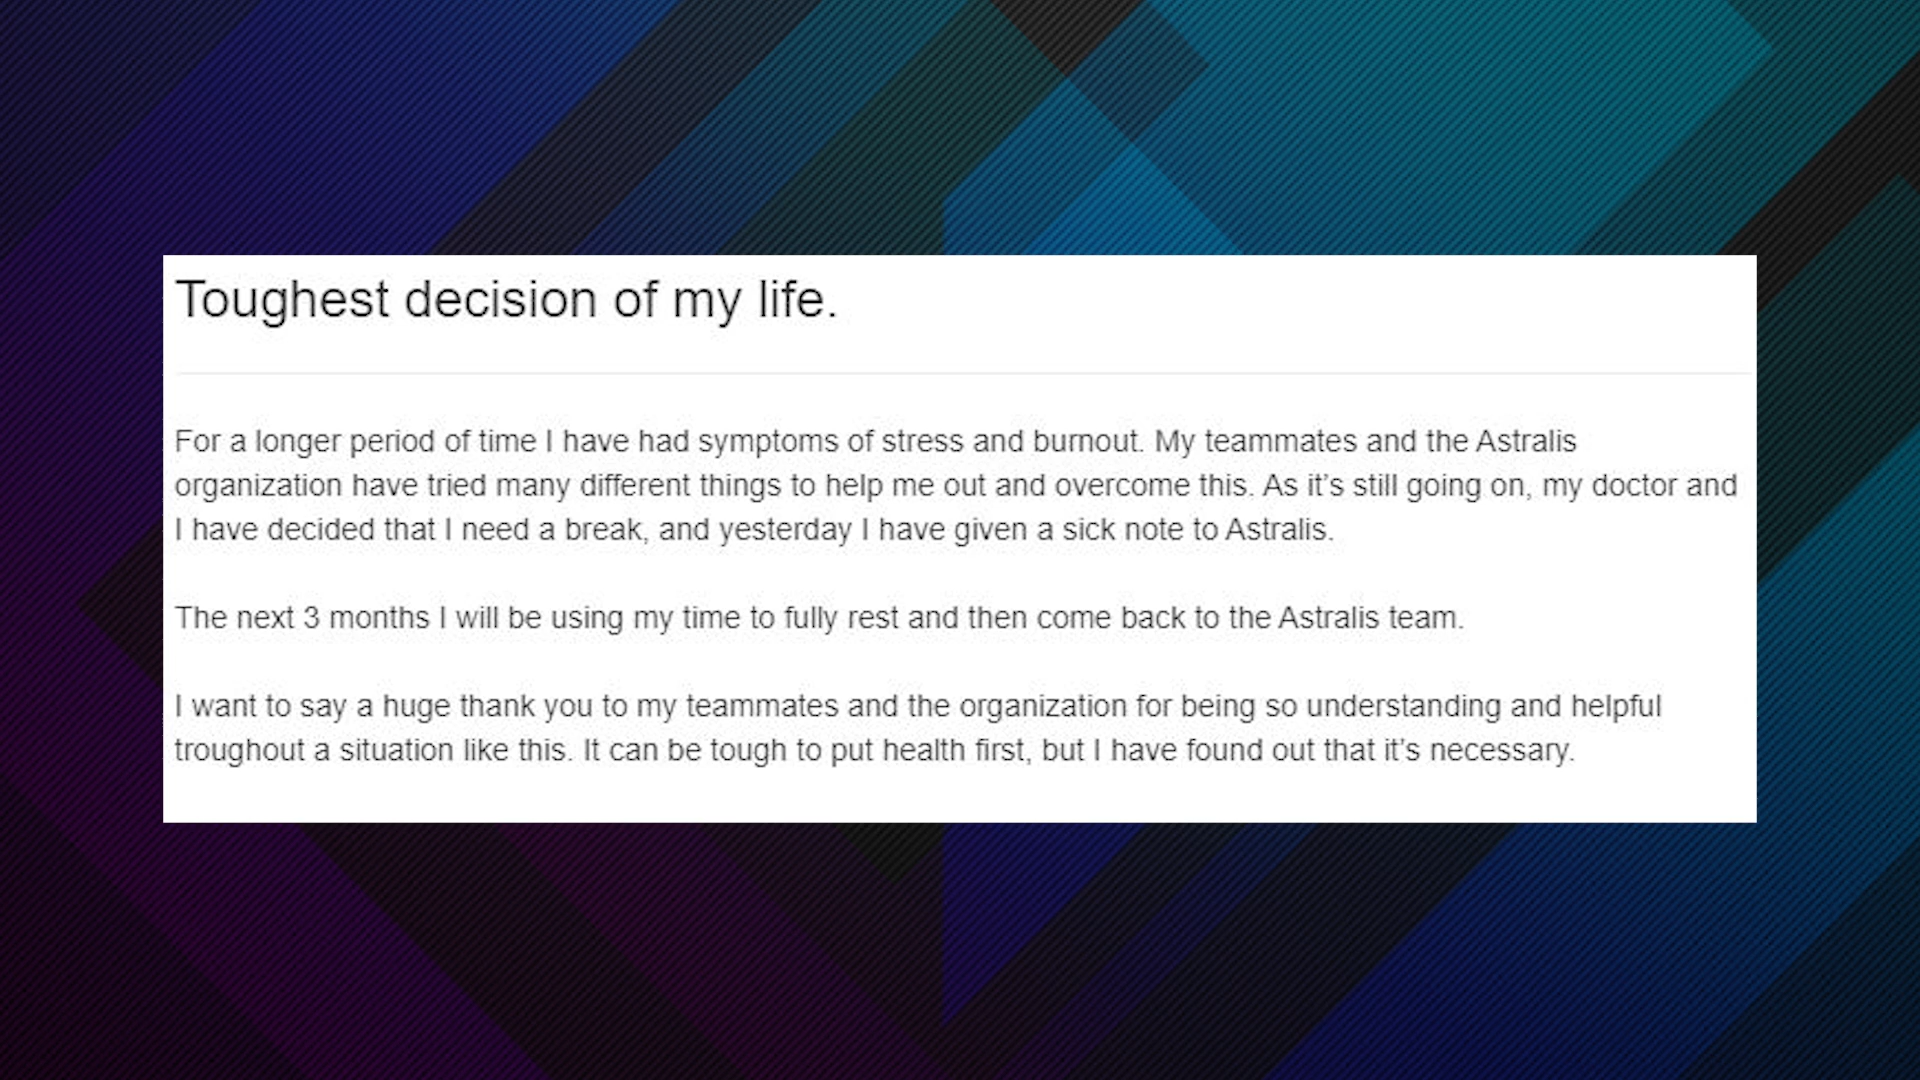 Toughest decision of my life.
For a longer period of time I have had symptoms of stress and burnout. My teammates and the Astralis
organization have tried many different things to help me out and overcome this. As it’s still going on, my doctor and
I have decided that I need a break, and yesterday I have given a sick note to Astralis.
The next 3 months I will be using my time to fully rest and then come back to the Astralis team.
I want to say a huge thank you to my teammates and the organization for being so understanding and helpful
troughout a situation like this. It can be tough to put health first, but I have found out that it’s necessary.